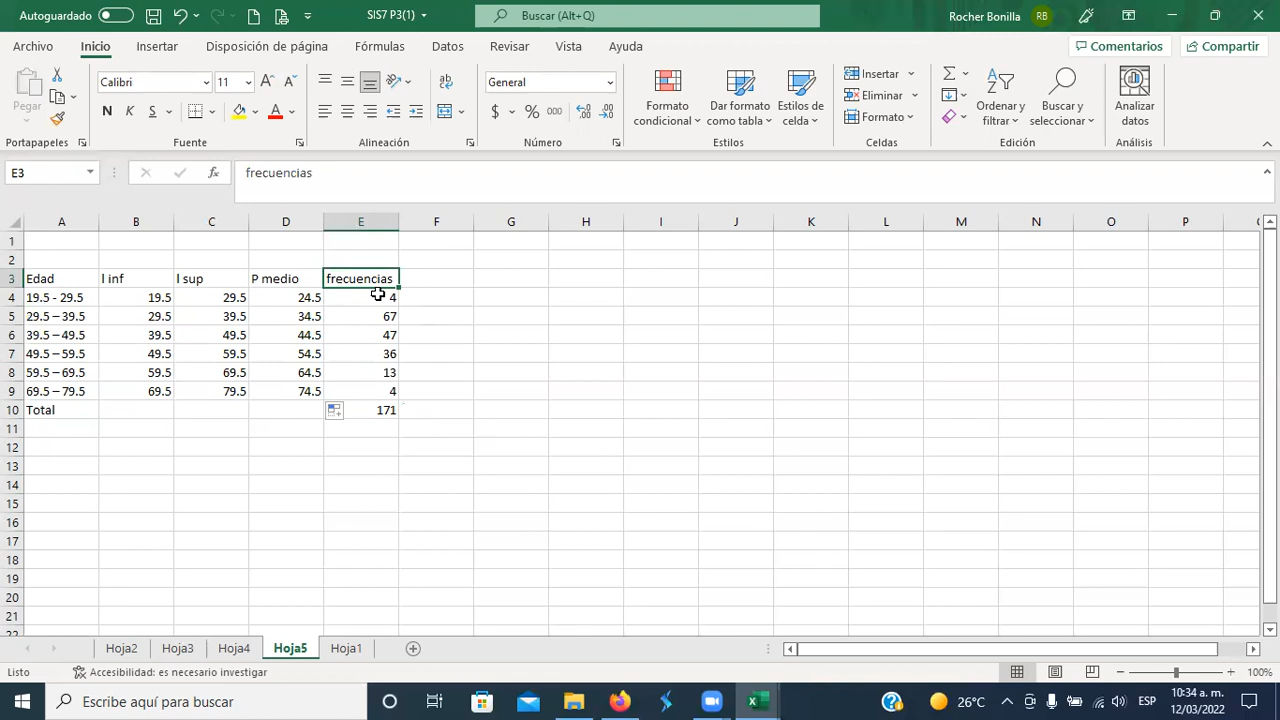 Autoguardado
SIS7 P3(1)
Buscar (Alt+Q)
Rocher Bonilla
RB
Archivo Inicio Insertar Disposición de página Fórmulas Datos Revisar Vista Ayuda
Comentarios
Compartir
Pegar
Calibri
11
N K S
General
$ % 000
Formato condicional
Dar formato como tabla
Estilos de celda
Insertar
Eliminar
Formato
Ordenar y filtrar
Buscar y seleccionar
Analizar datos
Portapapeles Fuente Alineación Número Estilos Celdas Edición Análisis
E3
fx
frecuencias
A B C D E F G H I J K L M N O P
1
2
3 Edad l inf l sup P medio frecuencias
4 19.5 - 29.5 19.5 29.5 24.5 4
5 29.5 – 39.5 29.5 39.5 34.5 67
6 39.5 – 49.5 39.5 49.5 44.5 47
7 49.5 – 59.5 49.5 59.5 54.5 36
8 59.5 – 69.5 59.5 69.5 64.5 13
9 69.5 – 79.5 69.5 79.5 74.5 4
10 Total 171
11
12
13
14
15
16
17
18
19
20
21
22
Hoja2 Hoja3 Hoja4 Hoja5 Hoja1
Listo
Accesibilidad: es necesario investigar
100%
Escribe aquí para buscar
26°C
ESP
10:34 a. m.
12/03/2022